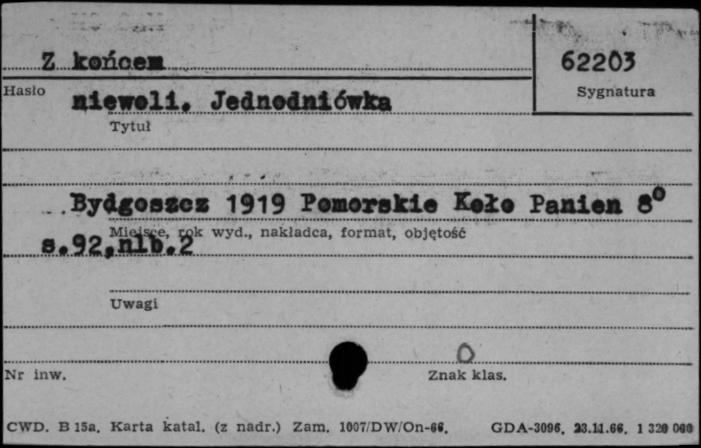 Z końcem 62203
Hasło Sygnatura
niewoli. Jednodniówka
Tytuł
Bydgoszcz 1919 Pomorskie Koło Panien 8°
Miejsce, rok wyd., nakładca, format, objętość
s.92,nlb.2
Uwagi
Nr inw. Znak klas.
CWD. B 15a. Karta katal. (z nadr.) Zam. 1007/DW/On-66. GDA-3096. 23.11.66. 1 320 000